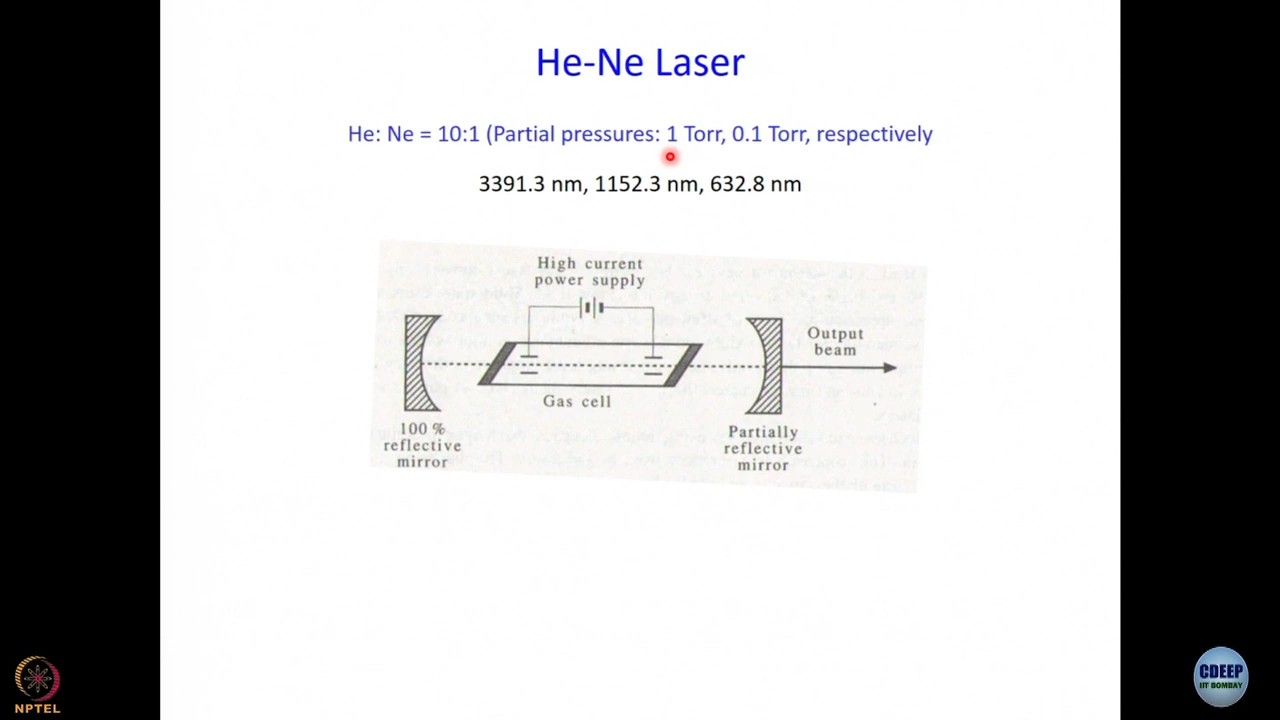 He-Ne Laser
He: Ne = 10:1 (Partial pressures: 1 Torr, 0.1 Torr, respectively
3391.3 nm, 1152.3 nm, 632.8 nm
High current
power supply
Output
beam
Gas cell
100 %
reflective
mirror
Partially
reflective
mirror
NPTEL
CDEEP
IIT BOMBAY